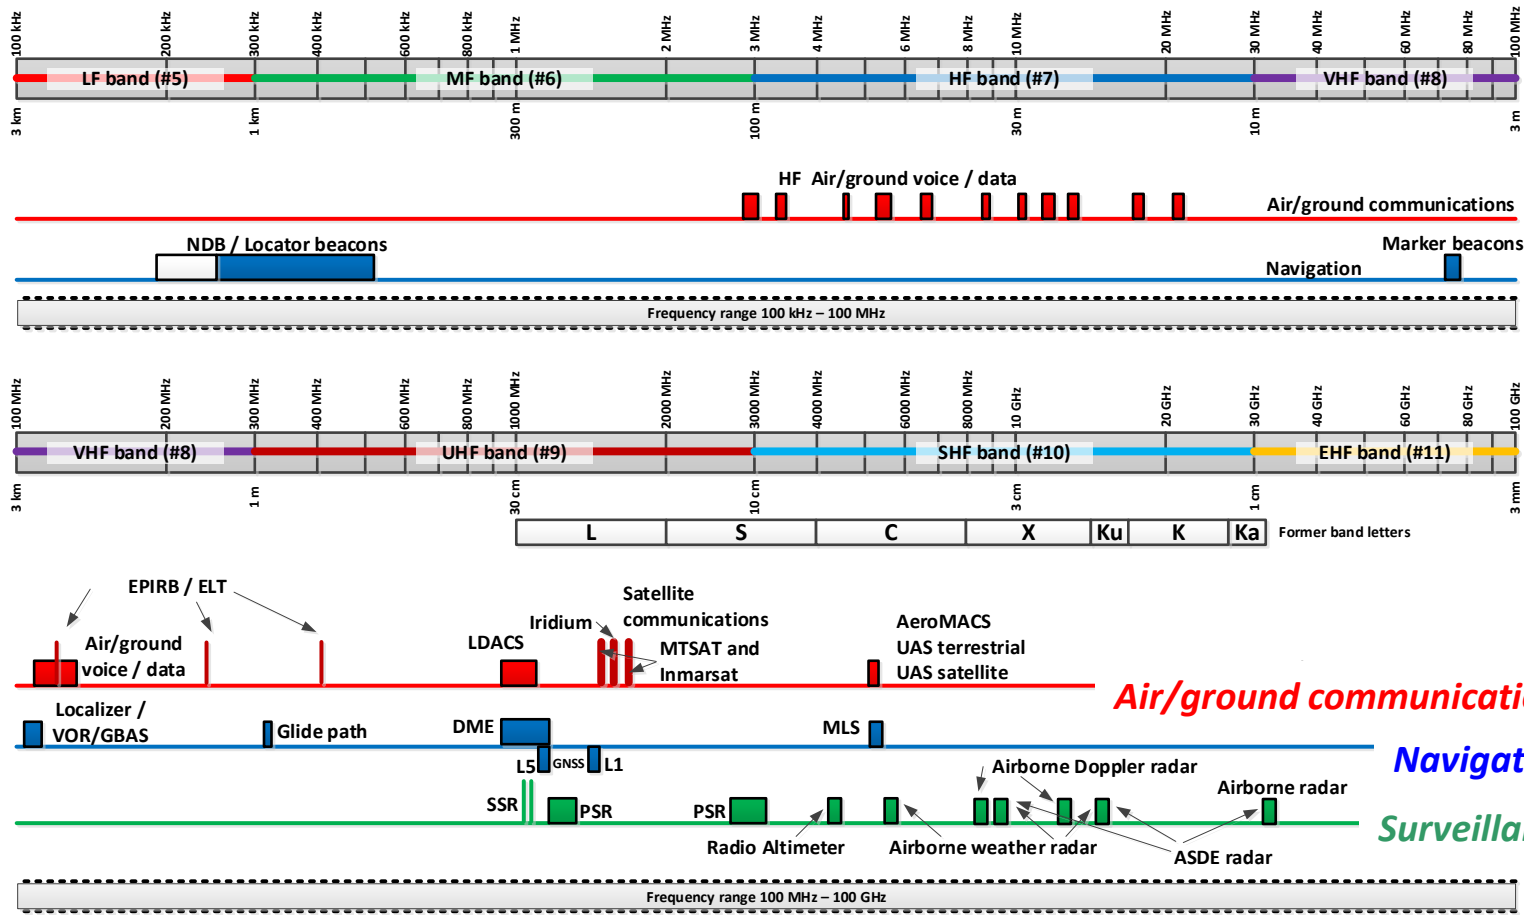 100 kHz 200 kHz 300 kHz 400 kHz 600 kHz 800 kHz 1 MHz 2 MHz 3 MHz 4 MHz 6 MHz 8 MHz 10 MHz 20 MHz 30 MHz 40 MHz 60 MHz 80 MHz 100 MHz
LF band (#5) MF band (#6) HF band (#7) VHF band (#8)
3 km 1 km 300 m 100 m 30 m 10 m 3 m
HF Air/ground voice / data
Air/ground communications
NDB / Locator beacons Marker beacons
Navigation
Frequency range 100 kHz – 100 MHz
100 MHz 200 MHz 300 MHz 400 MHz 600 MHz 800 MHz 1000 MHz 2000 MHz 3000 MHz 4000 MHz 6000 MHz 8000 MHz 10 GHz 20 GHz 30 GHz 40 GHz 60 GHz 80 GHz 100 GHz
VHF band (#8) UHF band (#9) SHF band (#10) EHF band (#11)
3 km 1 m 30 cm 10 cm 3 cm 1 cm 3 mm
L S C X Ku K Ka Former band letters
EPIRB / ELT
Air/ground
voice / data
LDACS
Iridium
Satellite
communications
MTSAT and
Inmarsat
AeroMACS
UAS terrestrial
UAS satellite
Air/ground communicatio
Localizer /
VOR/GBAS
Glide path
DME
MLS
L5 GNSS L1
Navigat
SSR PSR PSR
Airborne Doppler radar
Airborne radar
Surveilla
Radio Altimeter Airborne weather radar
ASDE radar
Frequency range 100 MHz – 100 GHz